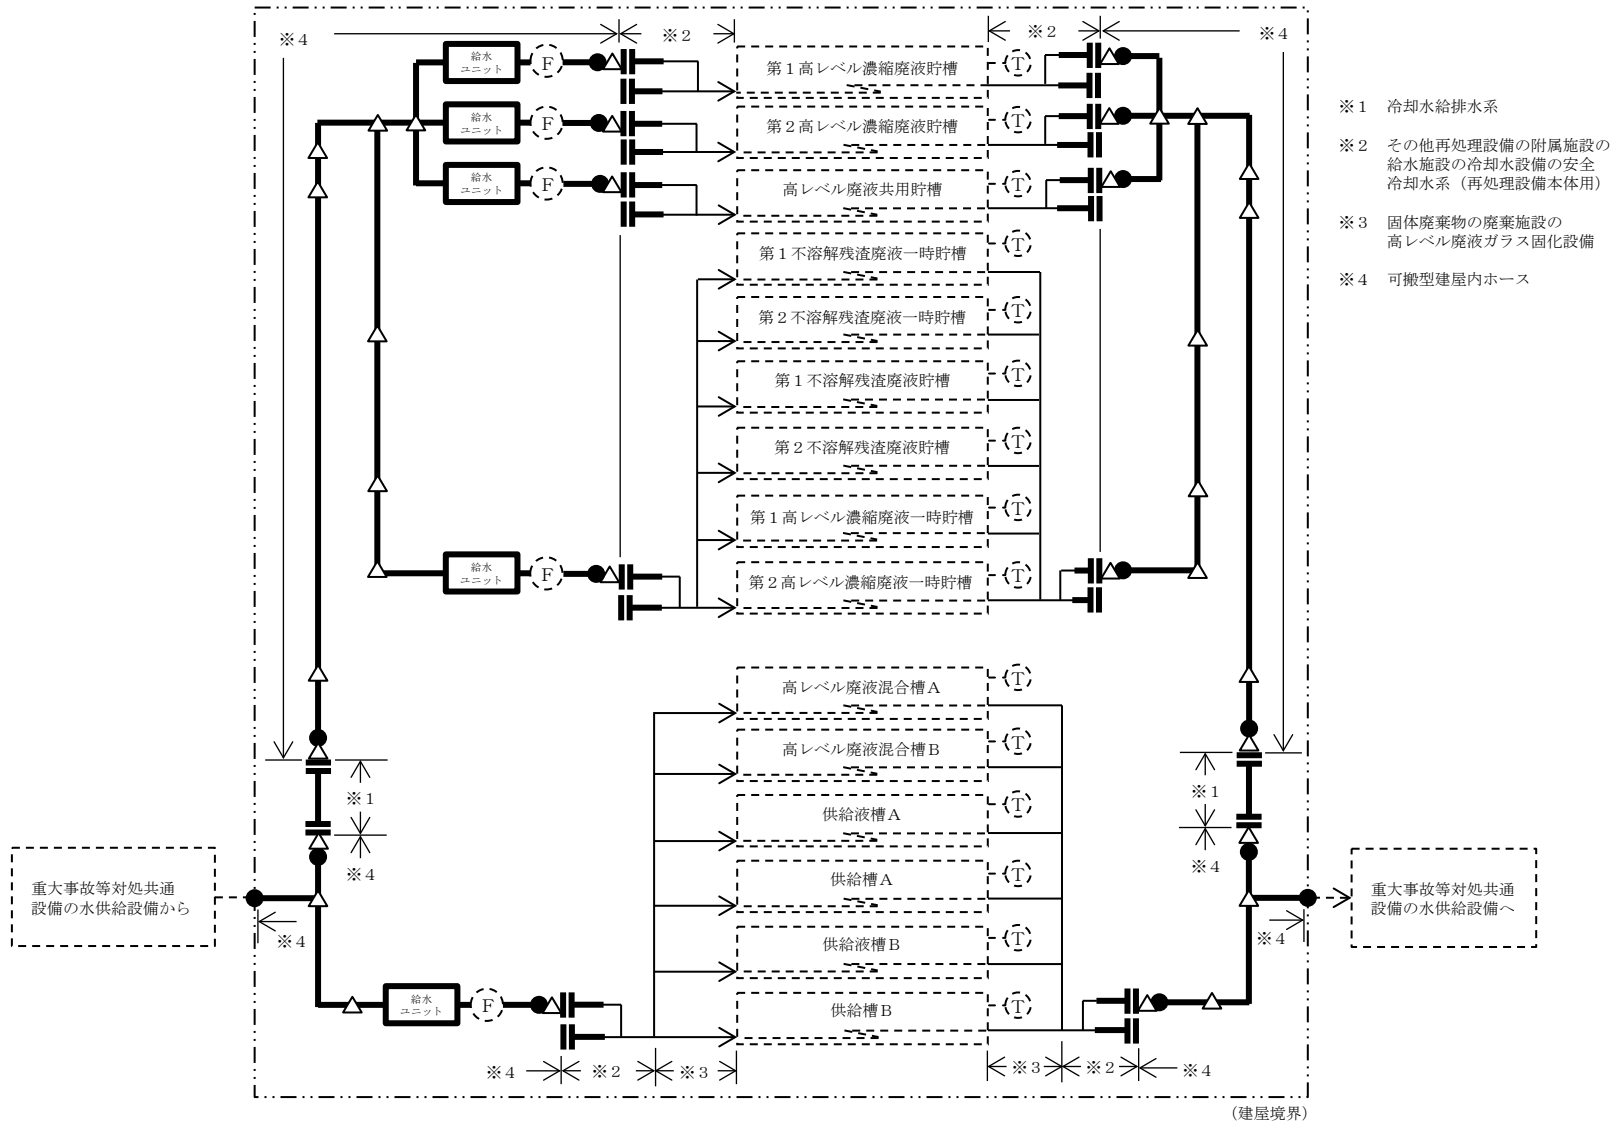 ※４
※２
※２
※４
給水
ユニット
F
第１高レベル濃縮廃液貯槽
T
給水
ユニット
F
第２高レベル濃縮廃液貯槽
T
給水
ユニット
F
高レベル廃液共用貯槽
T
第１不溶解残渣廃液一時貯槽
T
第２不溶解残渣廃液一時貯槽
T
第１不溶解残渣廃液貯槽
T
第２不溶解残渣廃液貯槽
T
第１高レベル濃縮廃液一時貯槽
T
給水
ユニット
F
第２高レベル濃縮廃液一時貯槽
T
高レベル廃液混合槽Ａ
T
高レベル廃液混合槽Ｂ
T
供給液槽Ａ
T
供給槽Ａ
T
供給液槽Ｂ
T
給水
ユニット
F
供給槽Ｂ
T
※１
※４
※１
※４
重大事故等対処共通
設備の水供給設備から
※４
重大事故等対処共通
設備の水供給設備へ
※４
※４
※２
※３
※３
※２
※４
（建屋境界）
※１　冷却水給排水系
※２　その他再処理設備の附属施設の
給水施設の冷却水設備の安全
冷却水系（再処理設備本体用）
※３　固体廃棄物の廃棄施設の
高レベル廃液ガラス固化設備
※４　可搬型建屋内ホース